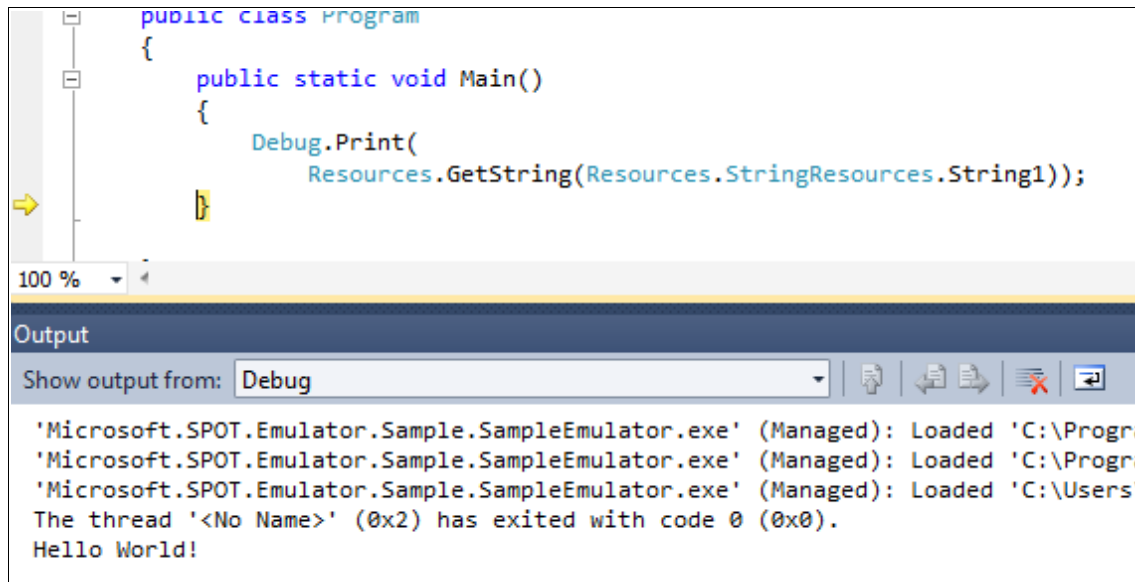 public class Program
{
public static void Main()
{
Debug.Print(
Resources.GetString(Resources.StringResources.String1));
}
100 %
Output
Show output from: Debug
'Microsoft.SPOT.Emulator.Sample.SampleEmulator.exe' (Managed): Loaded 'C:\Progr
'Microsoft.SPOT.Emulator.Sample.SampleEmulator.exe' (Managed): Loaded 'C:\Progr
'Microsoft.SPOT.Emulator.Sample.SampleEmulator.exe' (Managed): Loaded 'C:\Users
The thread '<No Name>' (0x2) has exited with code 0 (0x0).
Hello World!